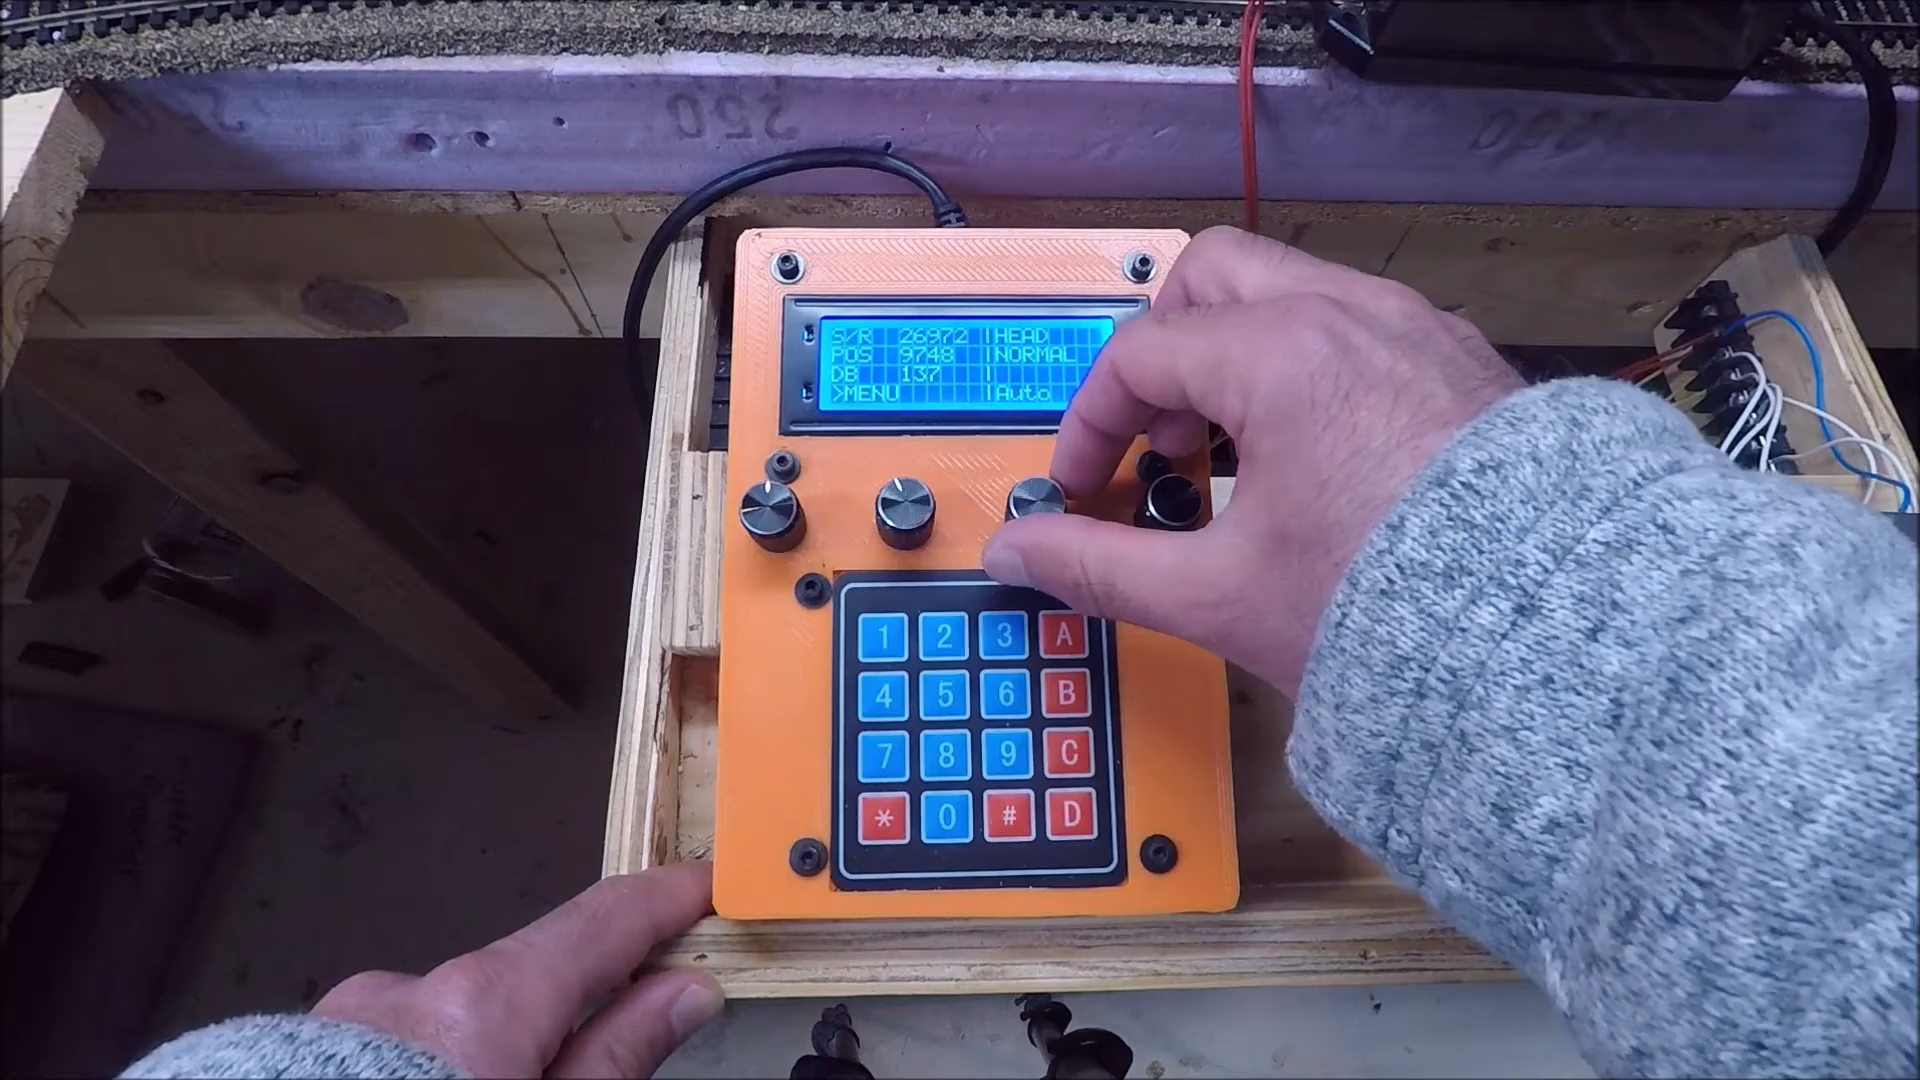 250
250
S/R 26972 |HEAD
POS 9748 |NORMAL
DB 137 |
>MENU |Auto
1 2 3 A
4 5 6 B
7 8 9 C
* 0 # D